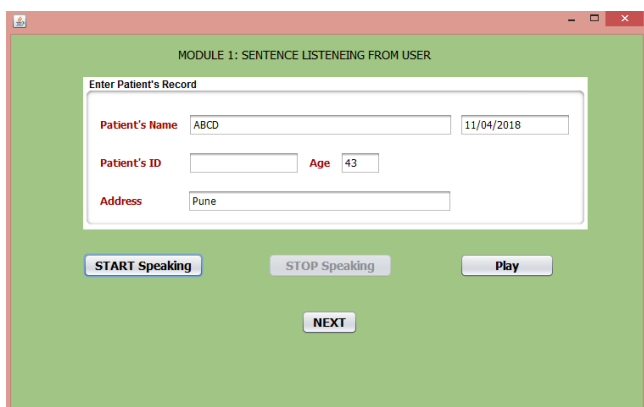 MODULE 1: SENTENCE LISTENEING FROM USER
Enter Patient's Record
Patient's Name ABCD 11/04/2018
Patient's ID Age 43
Address Pune
START Speaking STOP Speaking Play
NEXT